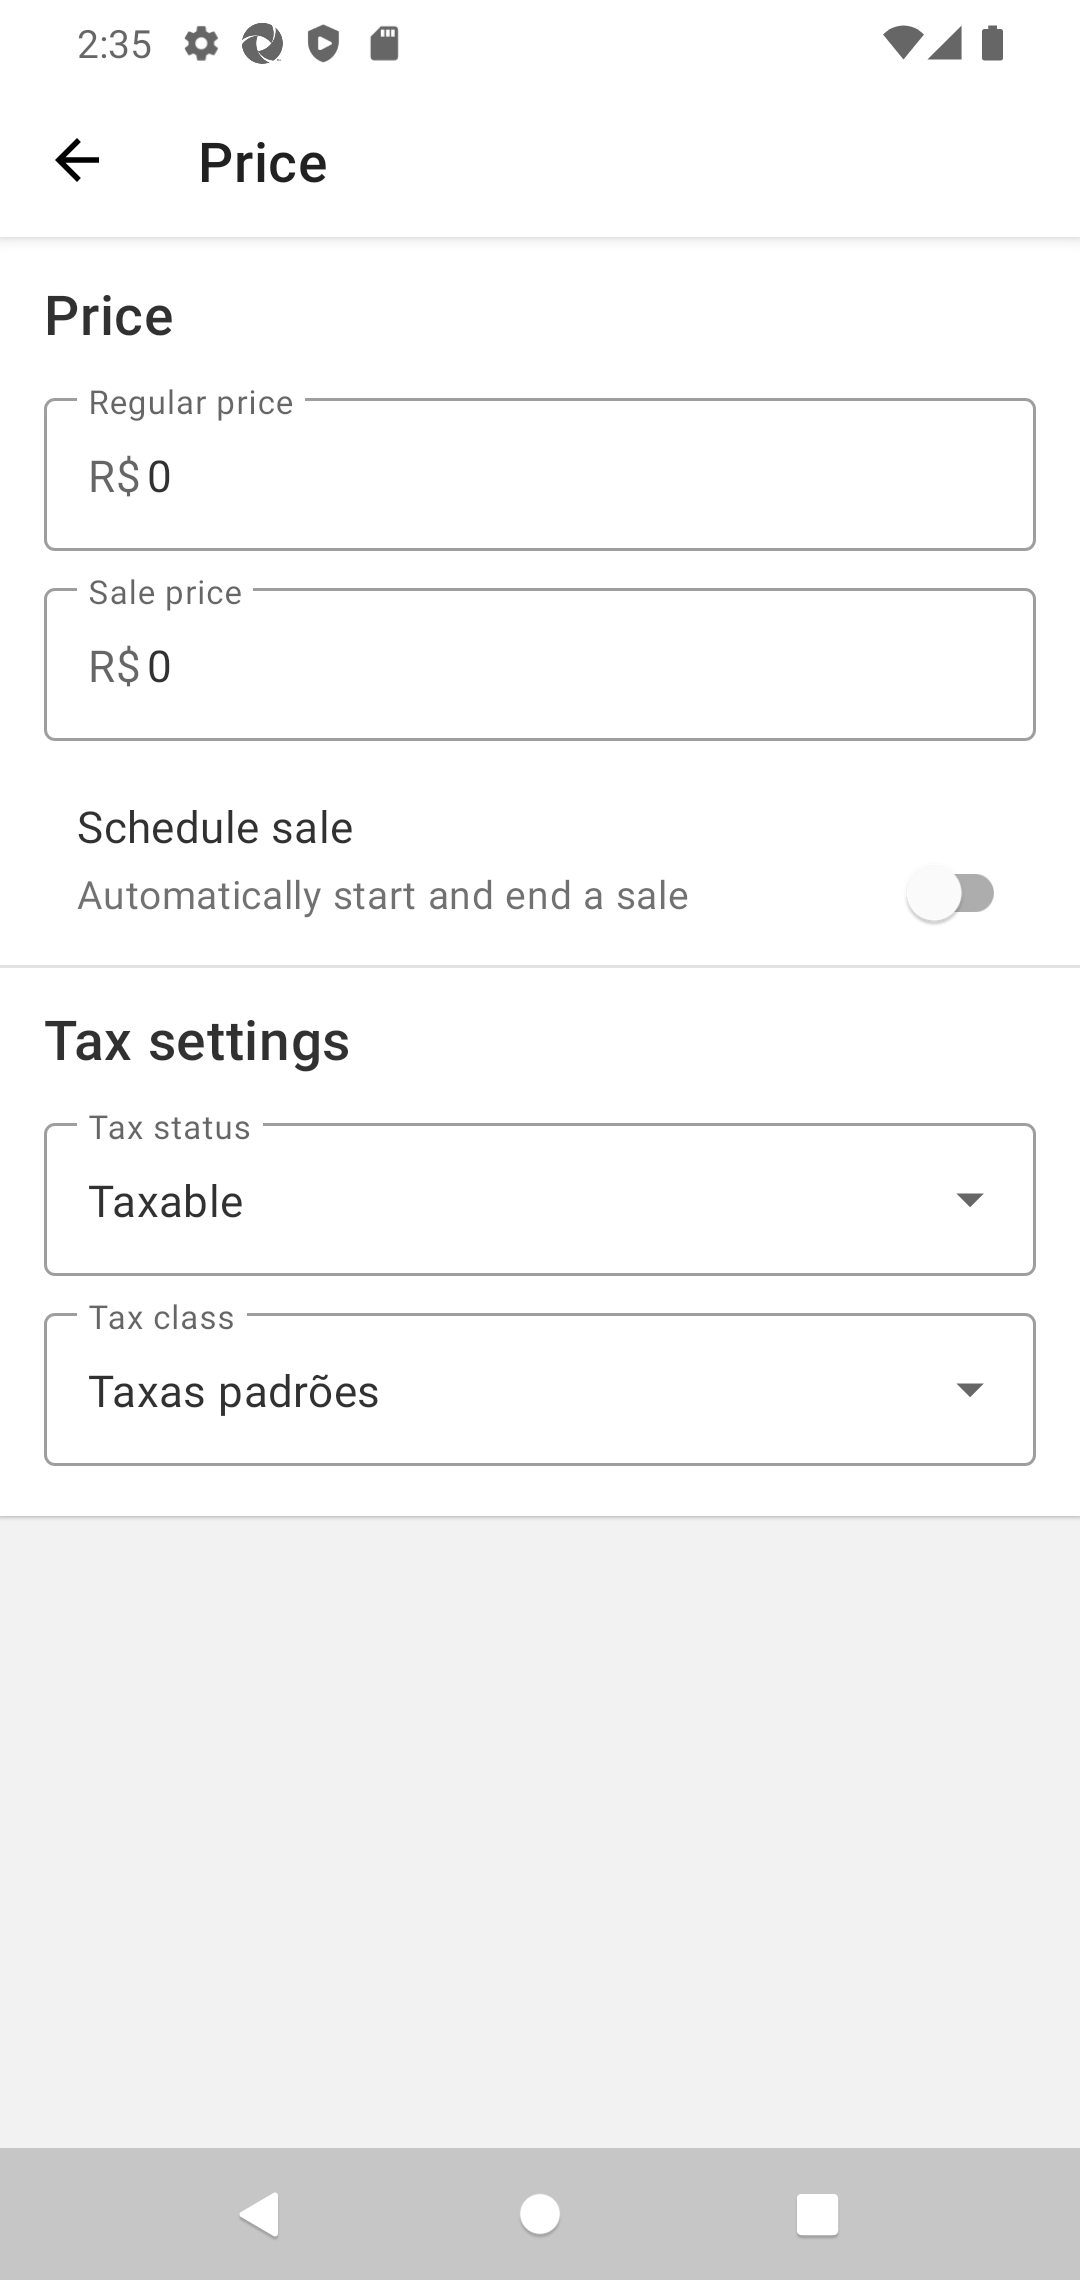 2:35
Price
Price
Regular price
R$ 0
Sale price
R$ 0
Schedule sale
Automatically start and end a sale
Tax settings
Tax status
Taxable
Tax class
Taxas padrões